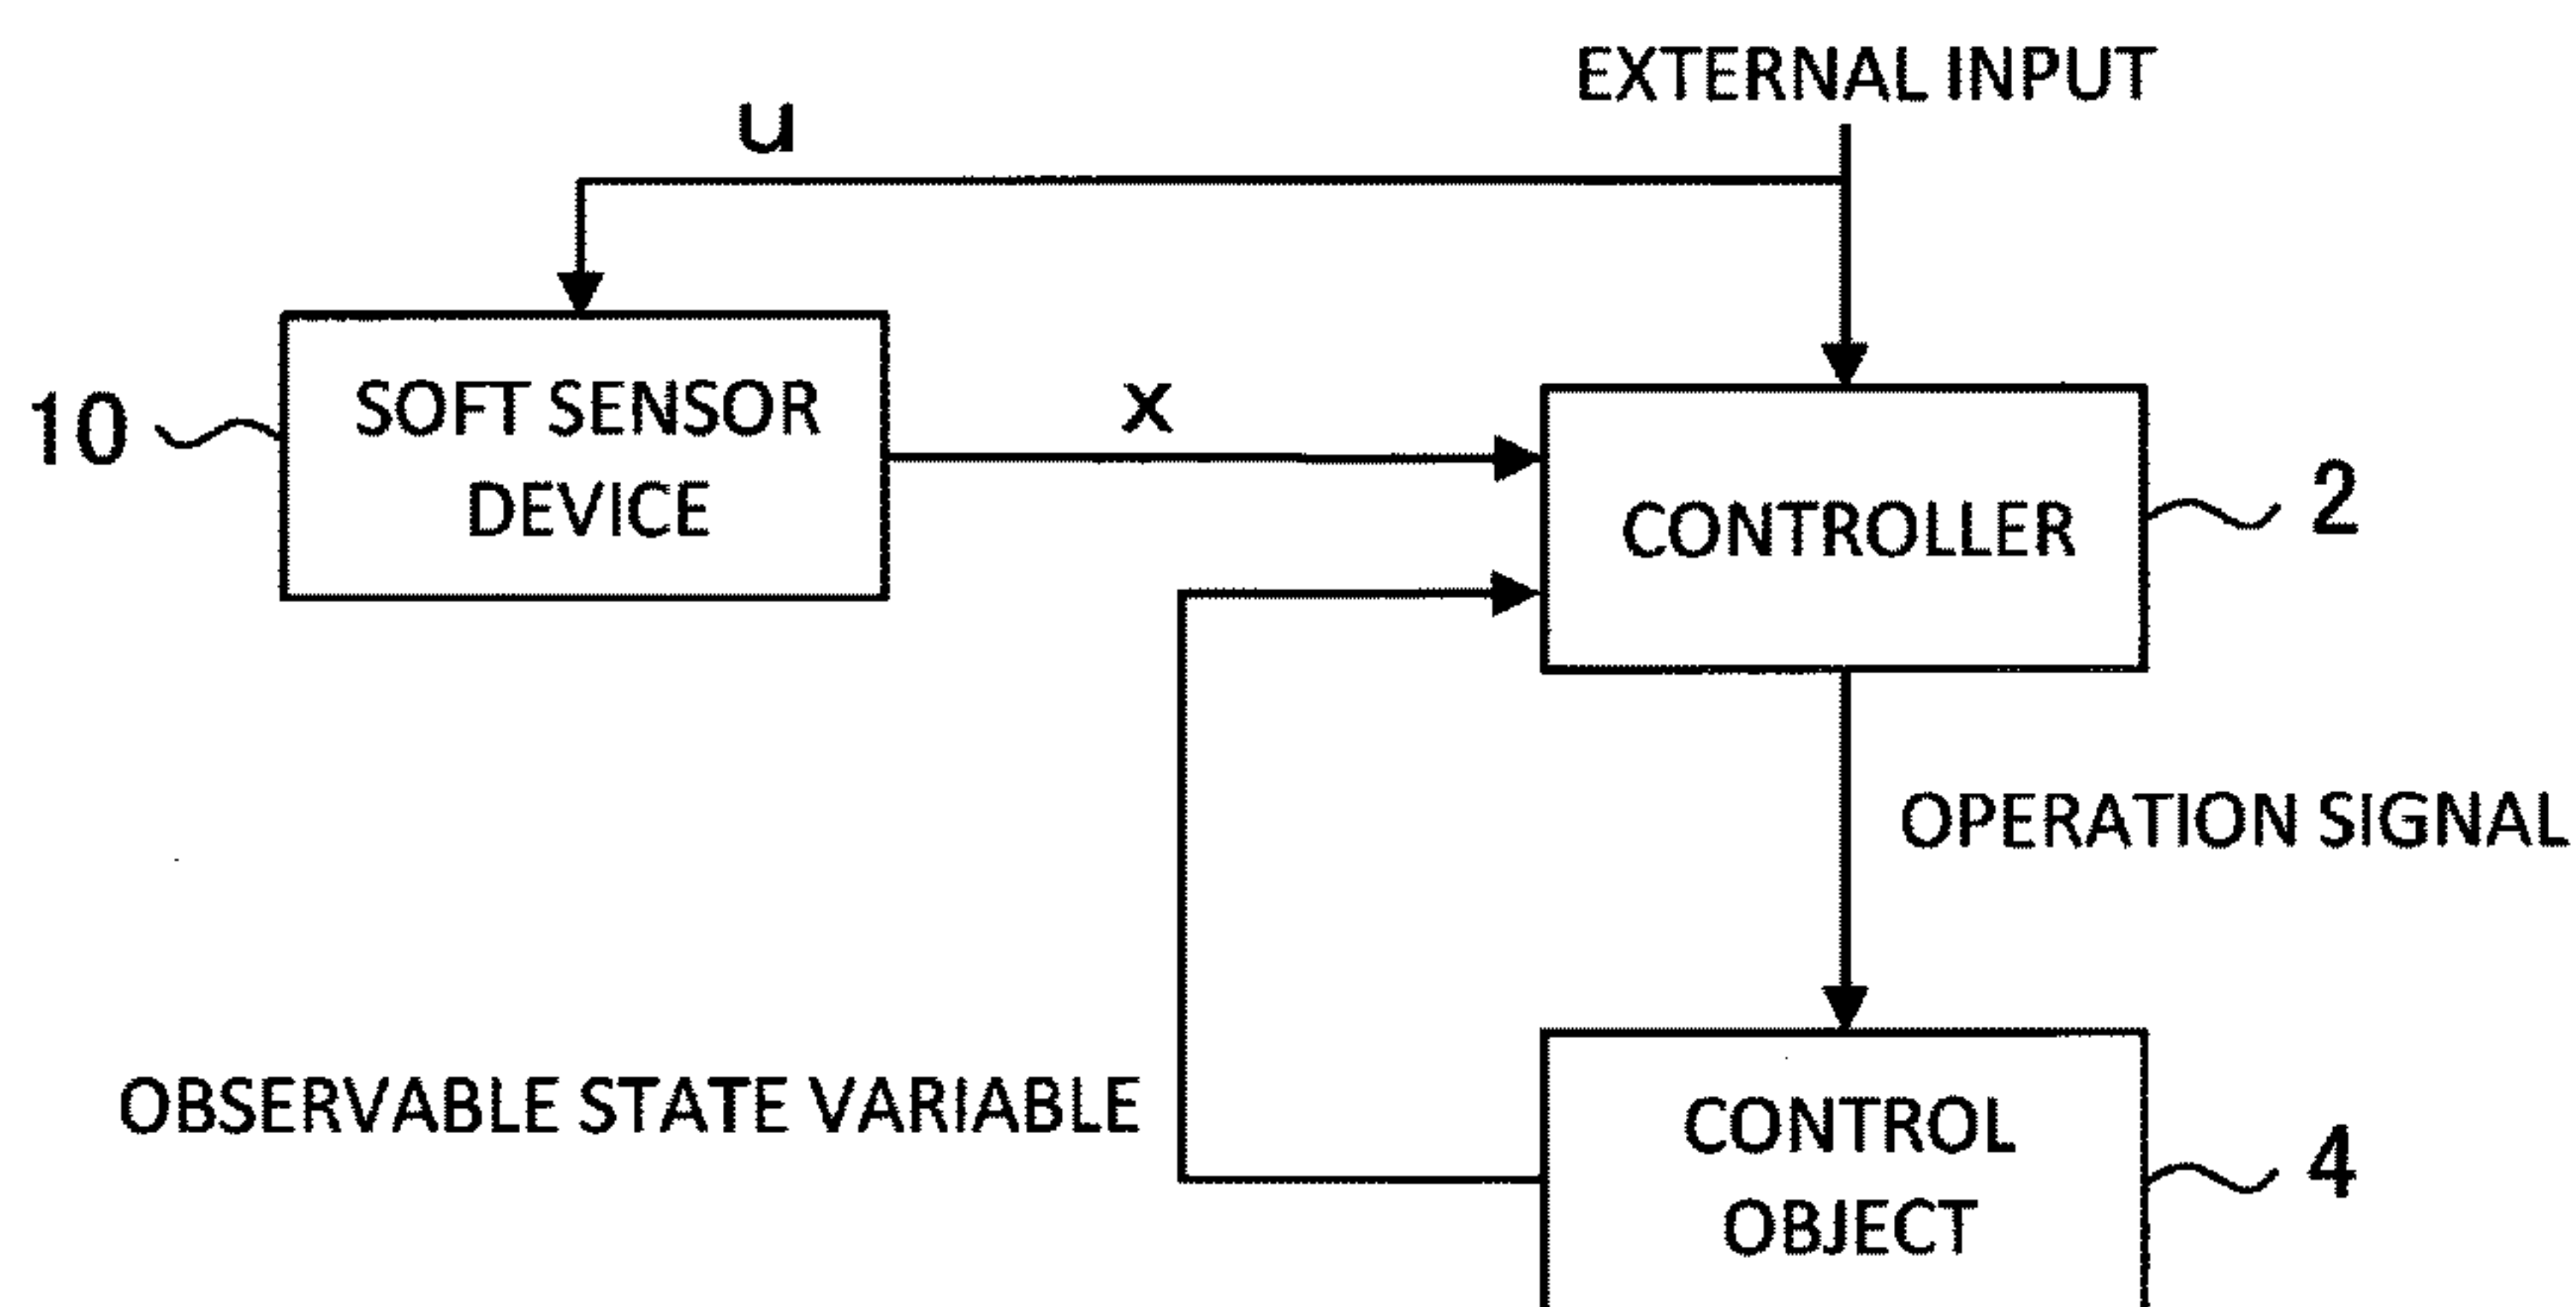 EXTERNAL INPUT
u
10
SOFT SENSOR
DEVICE
x
CONTROLLER
2
OPERATION SIGNAL
OBSERVABLE STATE VARIABLE
CONTROL
OBJECT
4